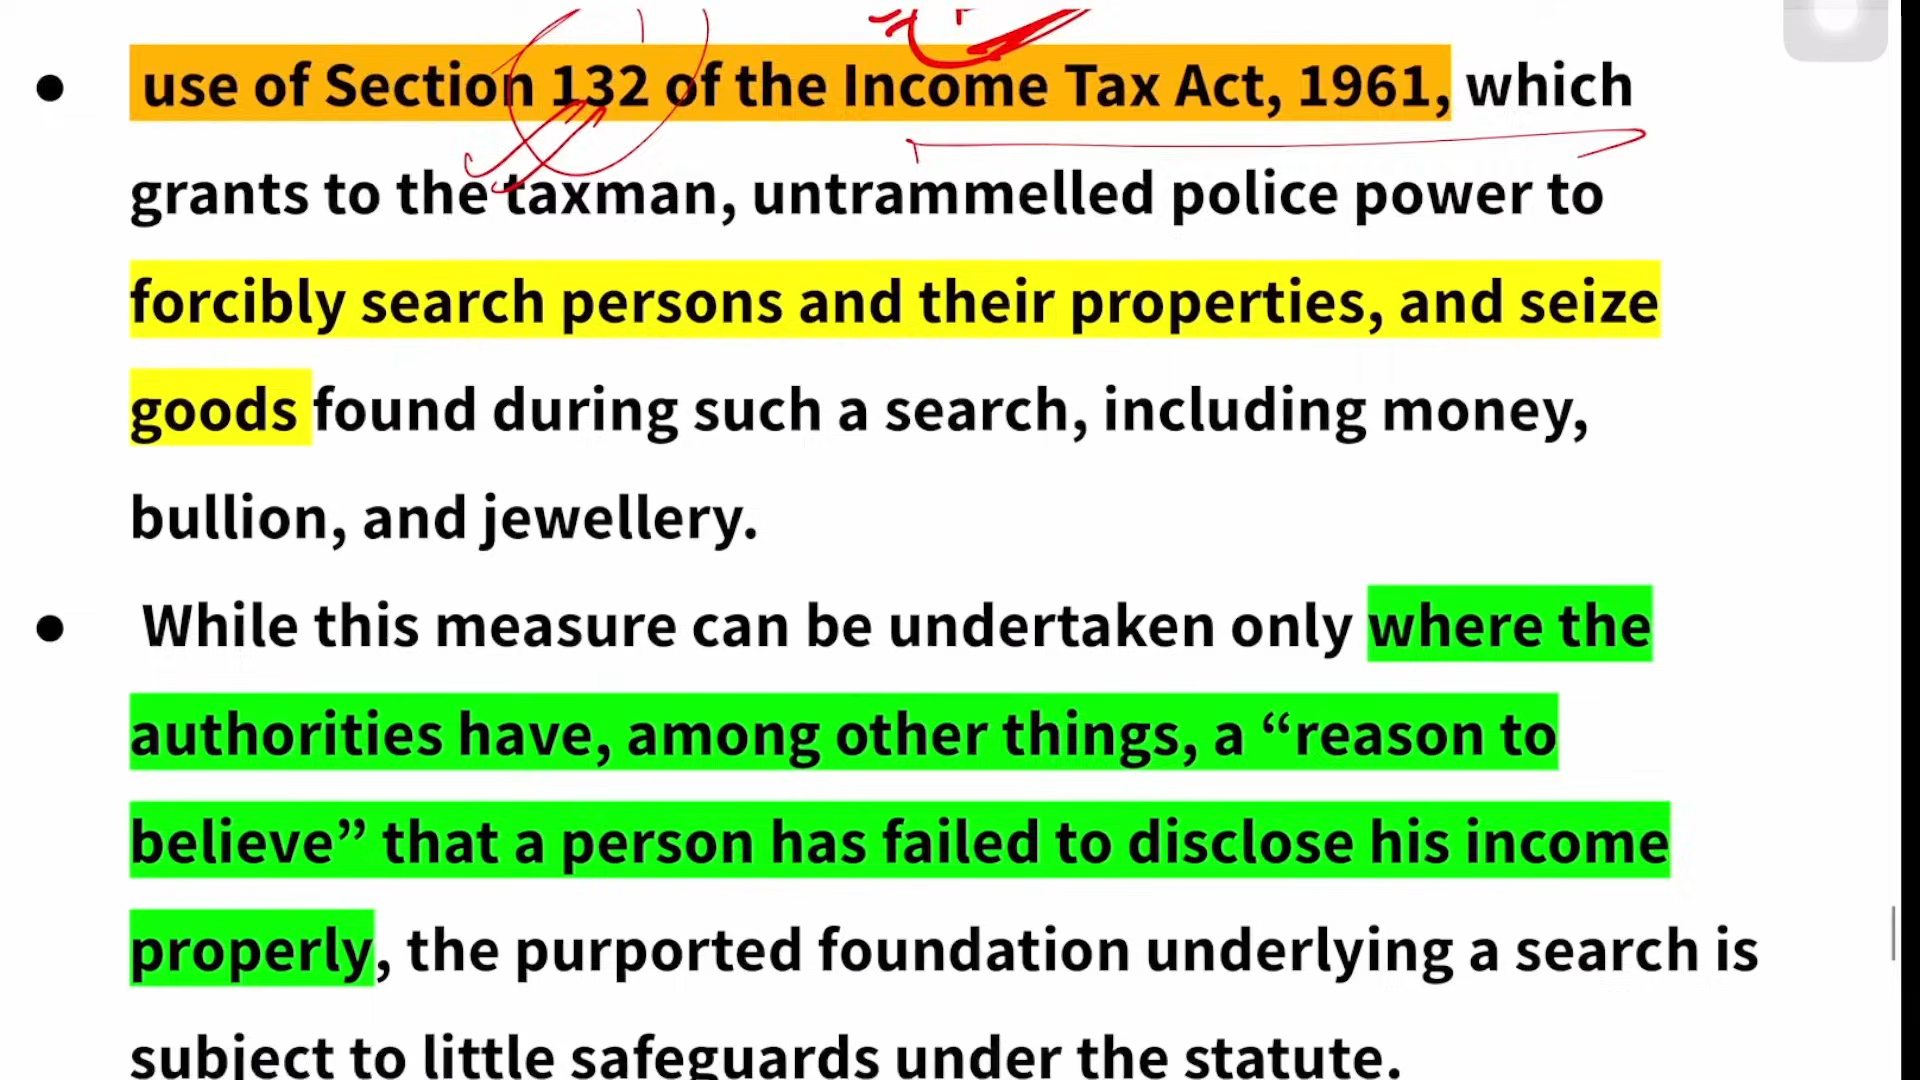 ● use of Section 132 of the Income Tax Act, 1961, which
grants to the taxman, untrammelled police power to
forcibly search persons and their properties, and seize
goods found during such a search, including money,
bullion, and jewellery.
● While this measure can be undertaken only where the
authorities have, among other things, a “reason to
believe” that a person has failed to disclose his income
properly, the purported foundation underlying a search is
subject to little safeguards under the statute.